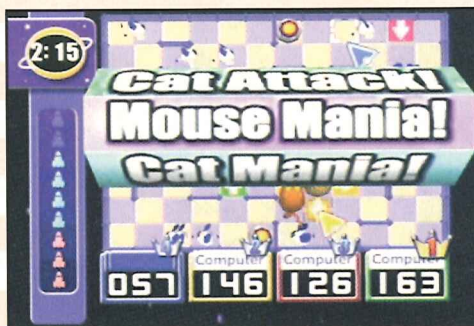 2:15
Cat Attack!
Mouse Mania!
Cat Mania!
Computer Computer Computer
057 146 126 163